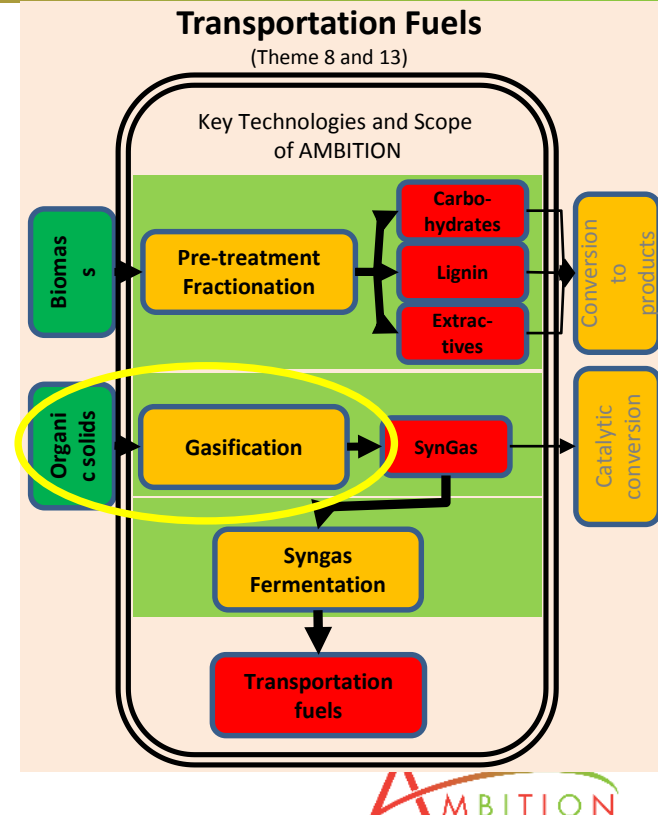 Transportation Fuels
(Theme 8 and 13)
Key Technologies and Scope
of AMBITION
Biomas
s
Pre-treatment
Fractionation
Carbo-
hydrates
Lignin
Extrac-
tives
Conversion
to
products
Organi
c solids
Gasification
SynGas
Catalytic
conversion
Syngas
Fermentation
Transportation
fuels
AMBITION